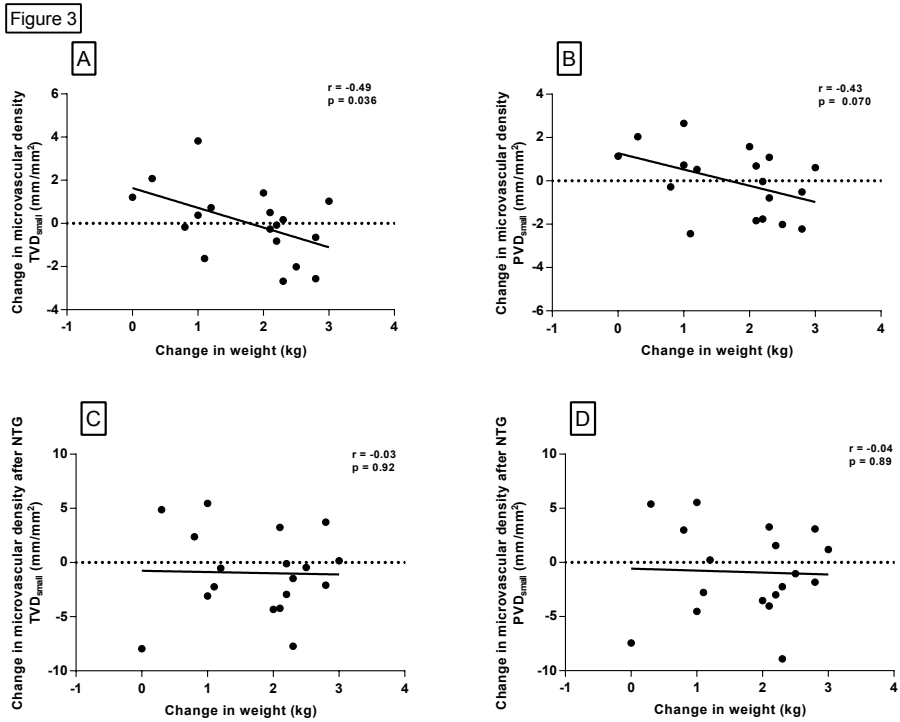 Figure 3
A
r = -0.49
p = 0.036
Change in microvascular density
TVDsmall (mm/mm²)
6
4
2
0
-2
-4
-1
0
1
2
3
4
Change in weight (kg)
B
r = -0.43
p = 0.070
Change in microvascular density
PVDsmall (mm/mm²)
4
2
0
-2
-4
-6
-1
0
1
2
3
4
Change in weight (kg)
C
r = -0.03
p = 0.92
Change in microvascular density after NTG
TVDsmall (mm/mm²)
10
5
0
-5
-10
-1
0
1
2
3
4
Change in weight (kg)
D
r = -0.04
p = 0.89
Change in microvascular density after NTG
PVDsmall (mm/mm²)
10
5
0
-5
-10
-1
0
1
2
3
4
Change in weight (kg)